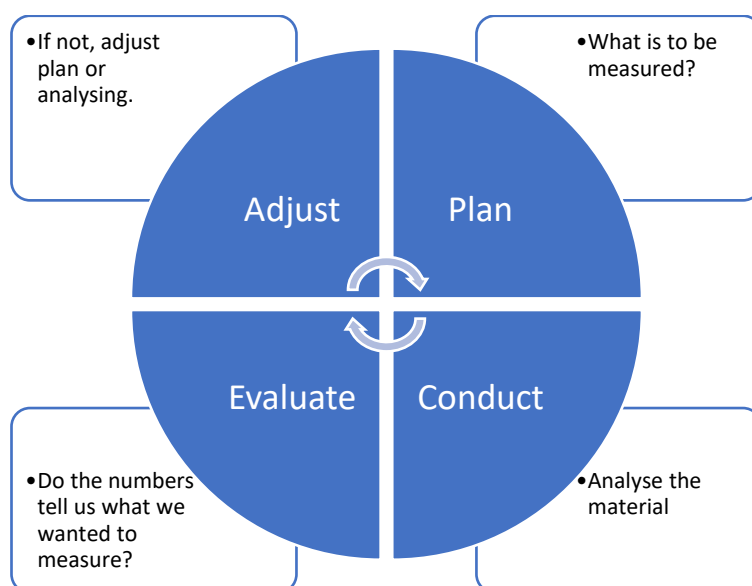 •If not, adjust
plan or
analysing.
•What is to be
measured?
Adjust
Plan
Evaluate
Conduct
•Do the numbers
tell us what we
wanted to
measure?
•Analyse the
material